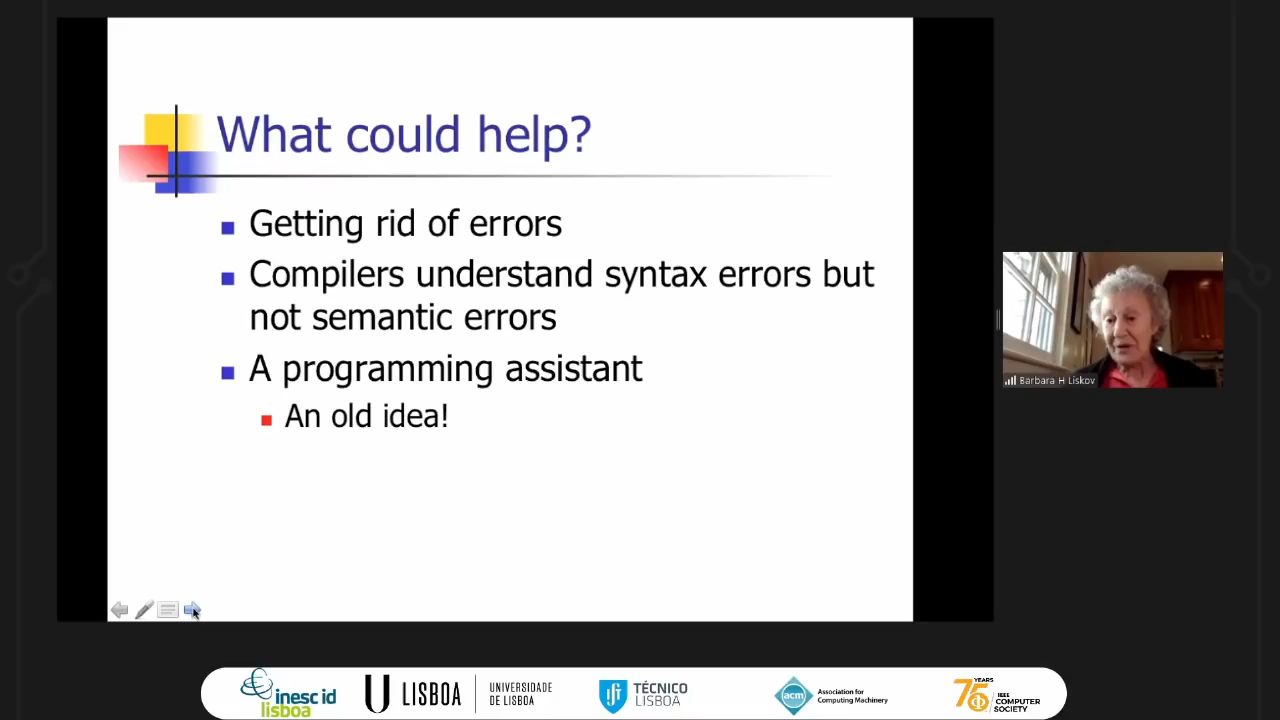 What could help?
Getting rid of errors
Compilers understand syntax errors but
not semantic errors
A programming assistant
An old idea!
Barbara H Liskov
inesc id
lisboa
LISBOA
UNIVERSIDADE
DE LISBOA
TÉCNICO
LISBOA
acm
Association for
Computing Machinery
75
YEARS
IEEE
COMPUTER
SOCIETY